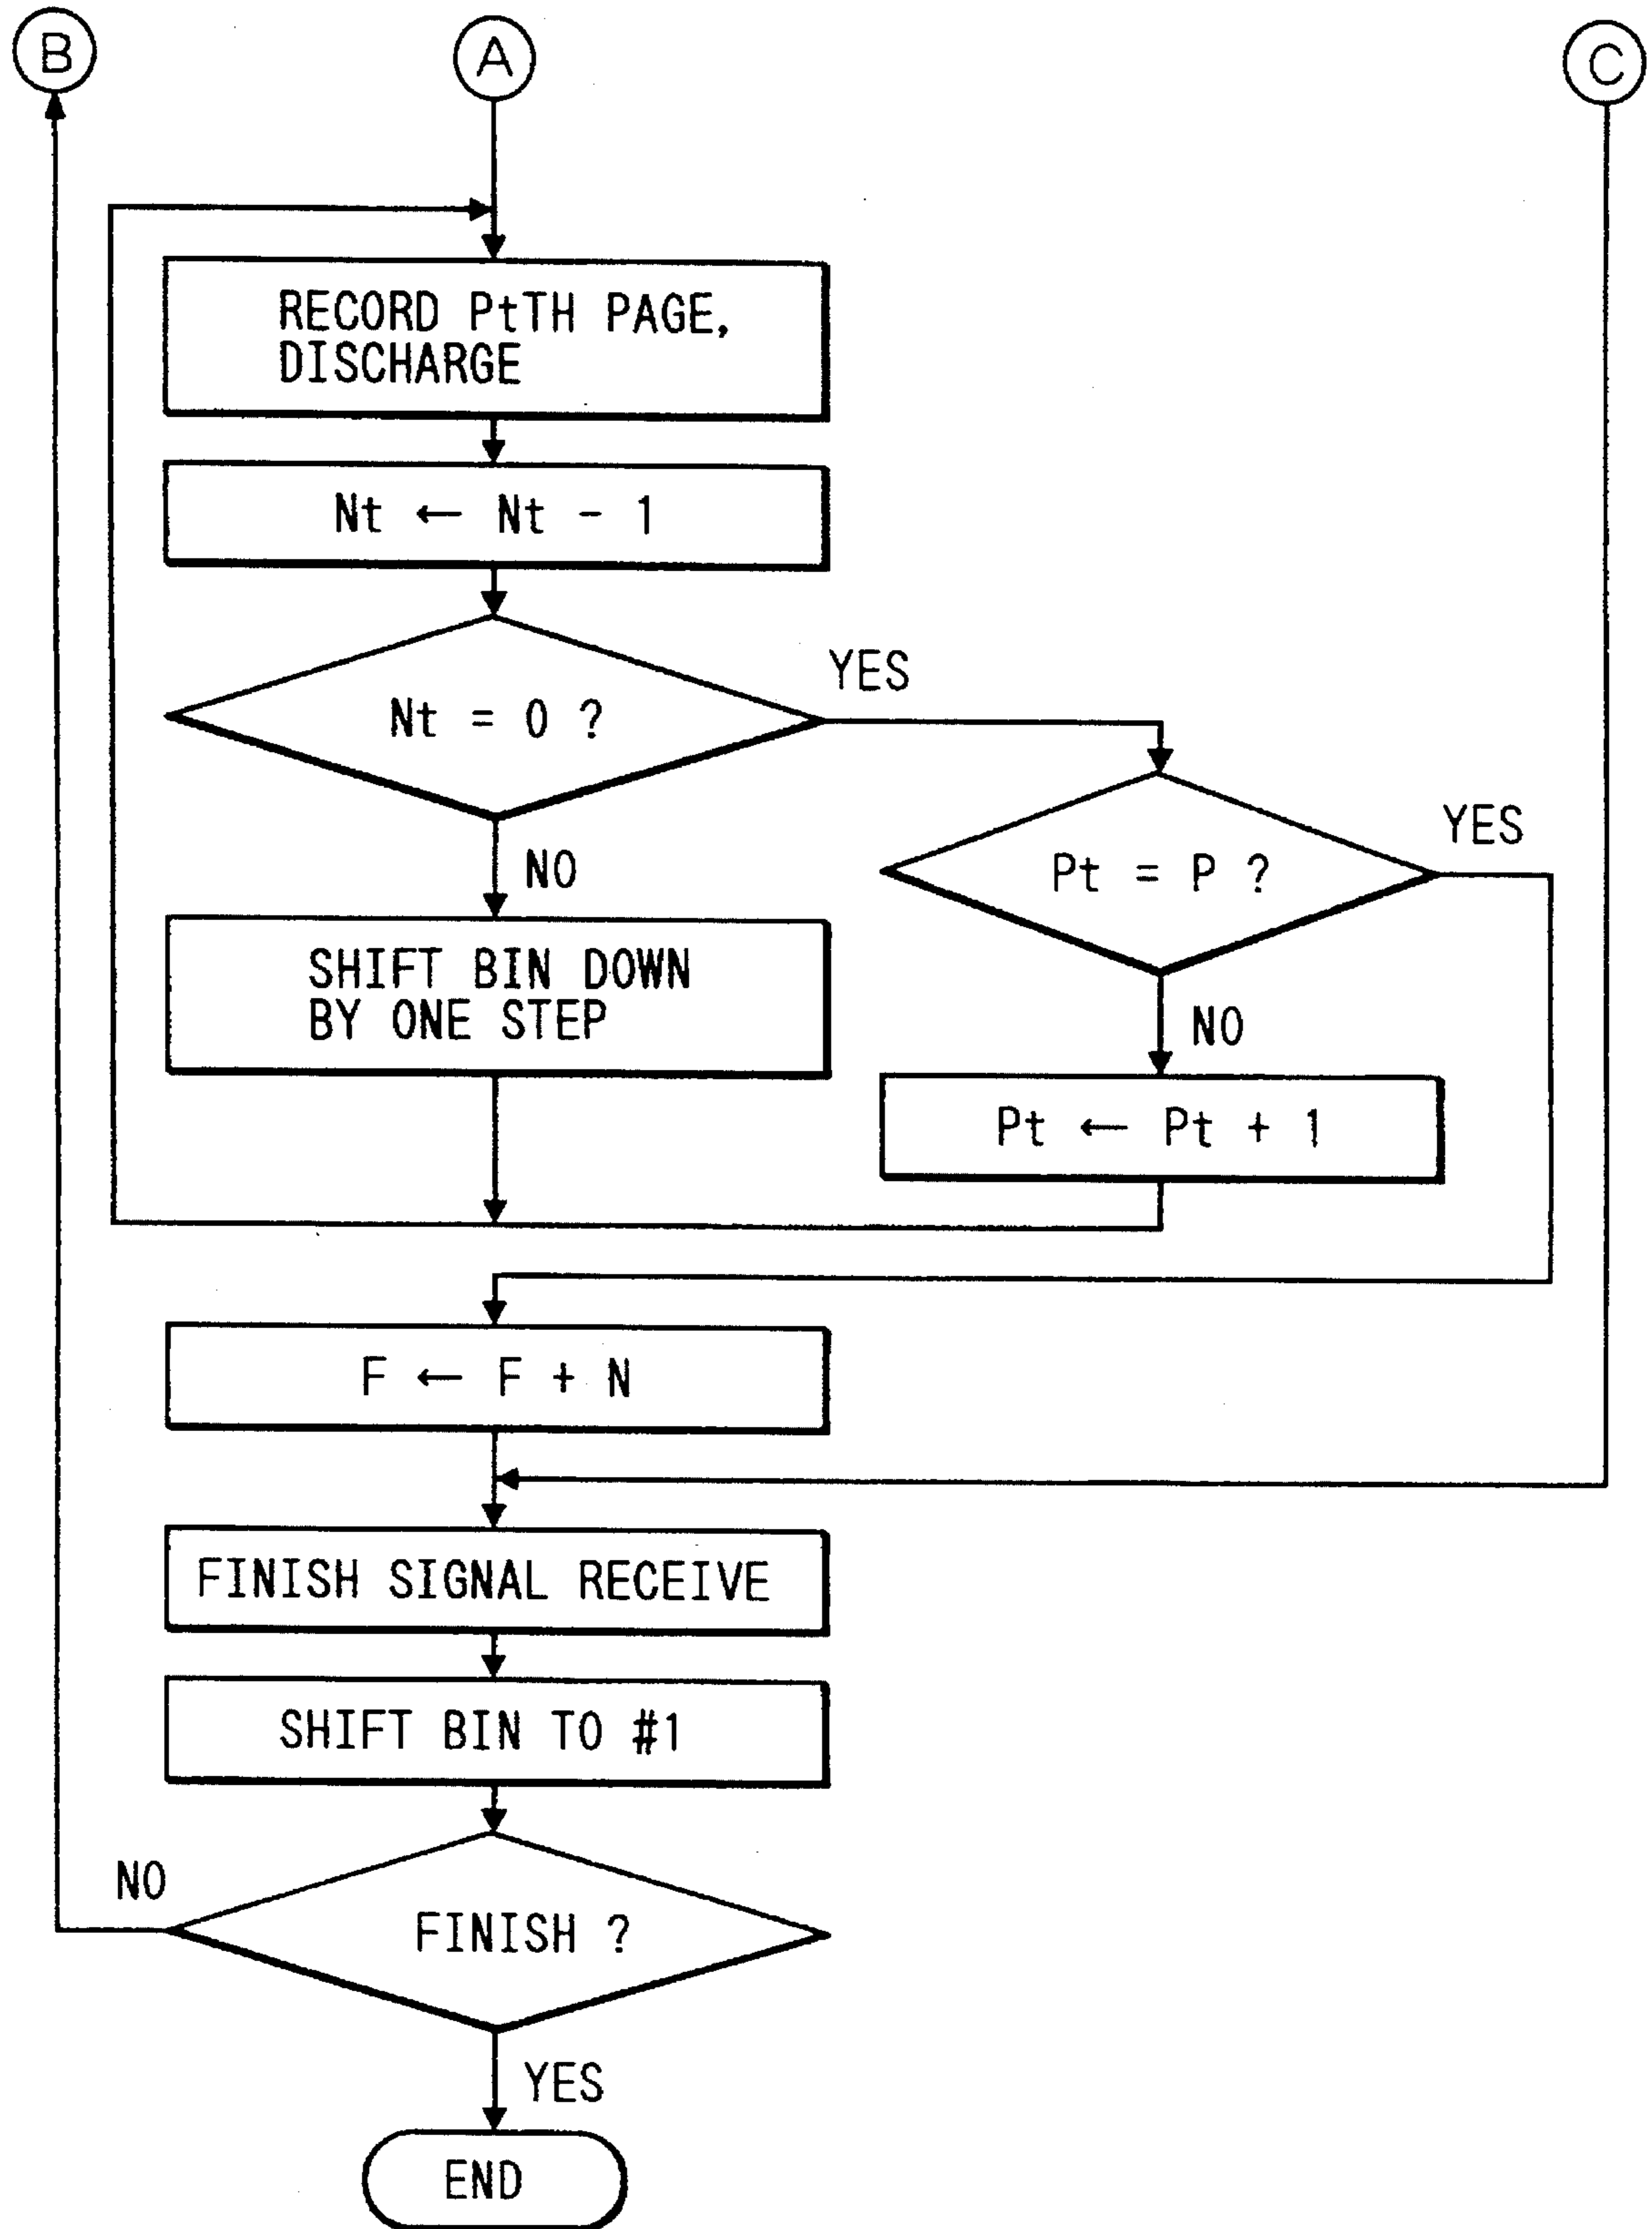 B
A
C
RECORD PtTH PAGE,
DISCHARGE
Nt ← Nt - 1
Nt = 0 ?
YES
NO
Pt = P ?
YES
NO
SHIFT BIN DOWN
BY ONE STEP
Pt ← Pt + 1
F ← F + N
FINISH SIGNAL RECEIVE
SHIFT BIN TO #1
FINISH ?
NO
YES
END